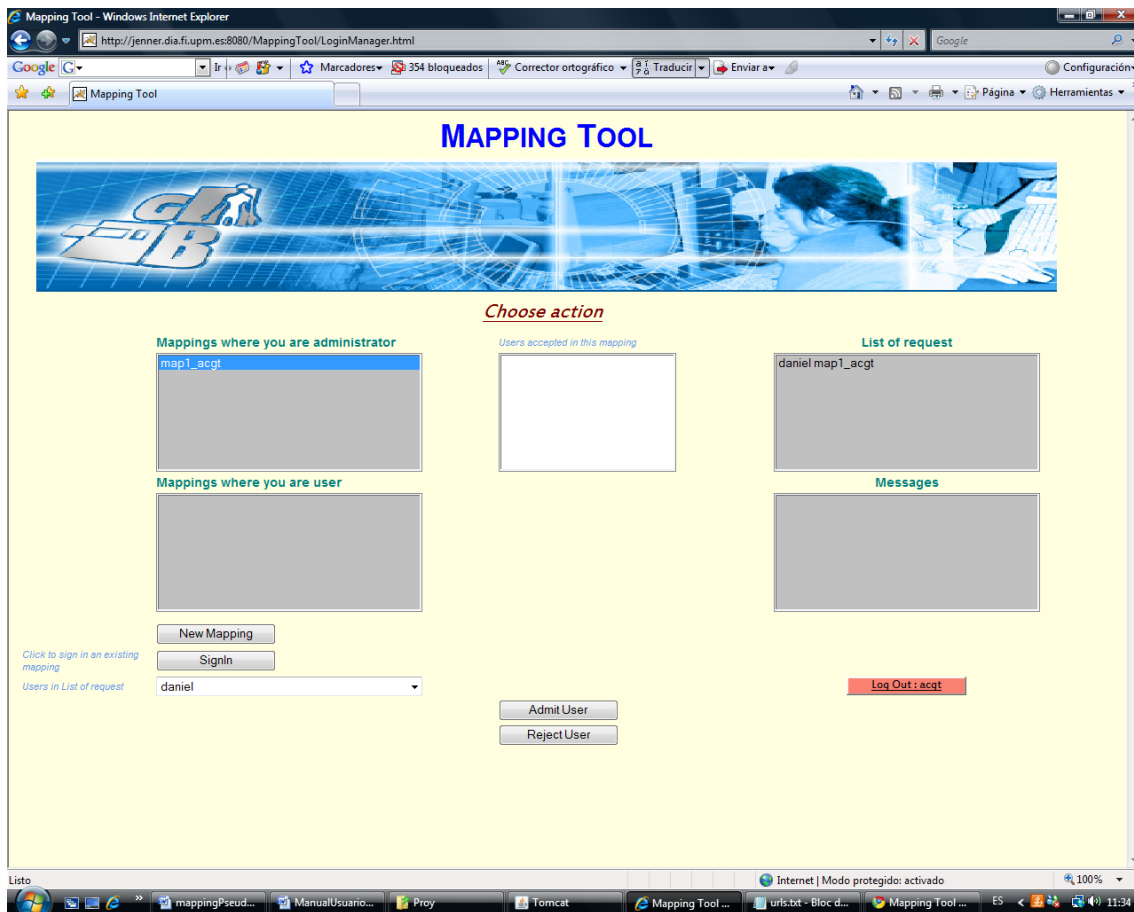 Mapping Tool - Windows Internet Explorer
http://jenner.dia.fi.upm.es:8080/MappingTool/LoginManager.html
Google
Google G
Ir
Marcadores
354 bloqueados
Corrector ortográfico
Traducir
Enviar a
Configuración
Mapping Tool
Página
Herramientas
MAPPING TOOL
Choose action
Mappings where you are administrator
Users accepted in this mapping
List of request
map1_acgt
daniel map1_acgt
Mappings where you are user
Messages
New Mapping
Click to sign in an existing
mapping
SignIn
Users in List of request
daniel
Log Out : acgt
Admit User
Reject User
Listo
Internet | Modo protegido: activado
100%
mappingPseud...
ManualUsuario...
Proy
Tomcat
Mapping Tool ...
urls.txt - Bloc d...
Mapping Tool ...
ES
11:34